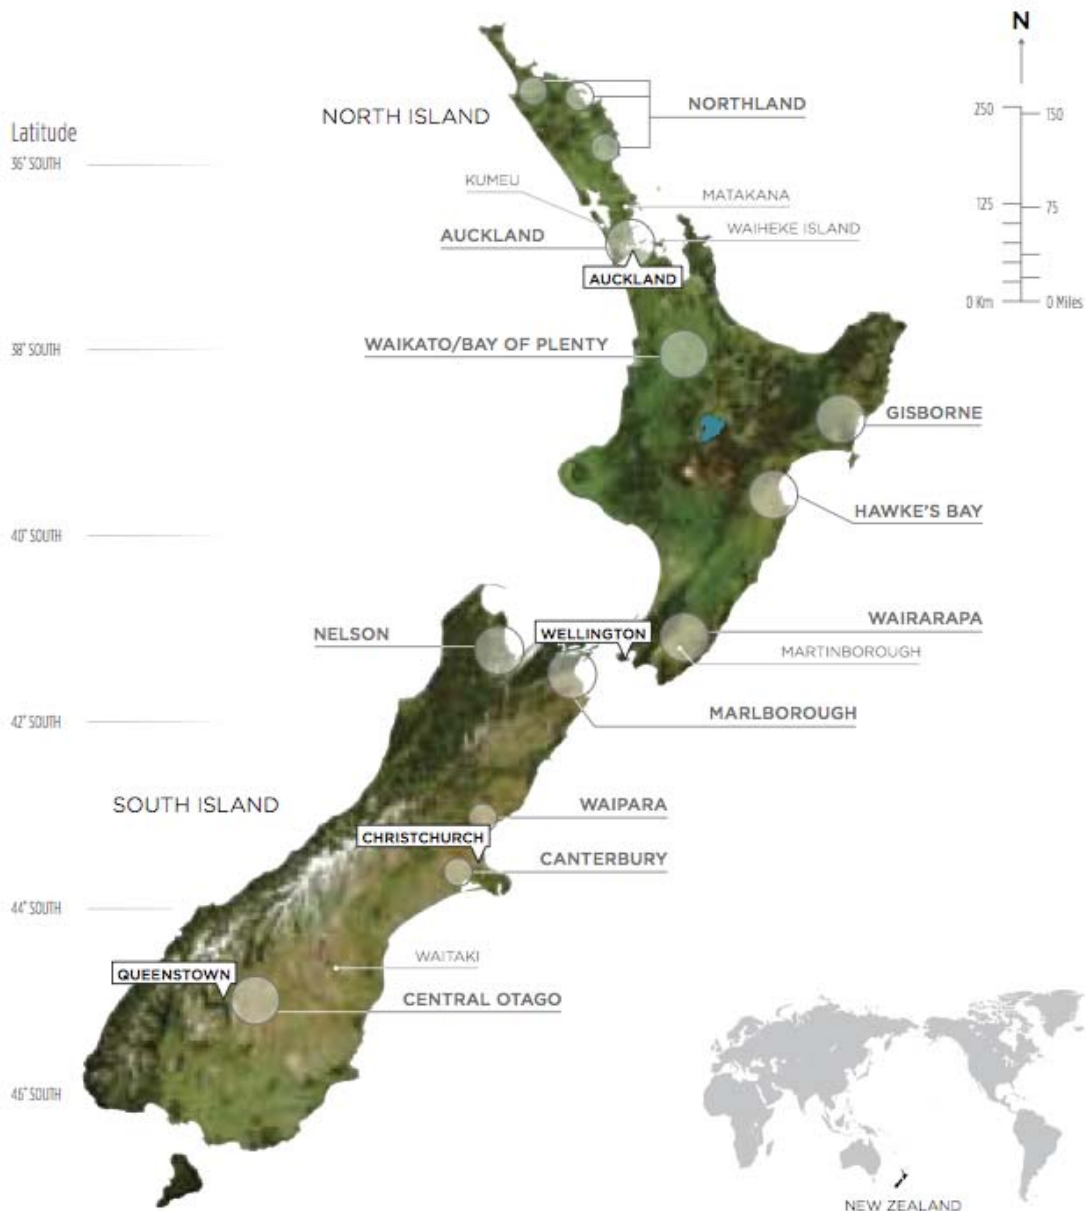 N
250
150
NORTHLAND
NORTH ISLAND
Latitude
36° SOUTH
KUMEU
MATAKANA
125
75
WAIHEKE ISLAND
AUCKLAND
AUCKLAND
0 Km
0 Miles
38° SOUTH
WAIKATO/BAY OF PLENTY
GISBORNE
HAWKE'S BAY
40° SOUTH
WAIRARAPA
NELSON
WELLINGTON
MARTINBOROUGH
MARLBOROUGH
42° SOUTH
SOUTH ISLAND
WAIPARA
CHRISTCHURCH
CANTERBURY
44° SOUTH
WAITAKI
QUEENSTOWN
CENTRAL OTAGO
46° SOUTH
NEW ZEALAND